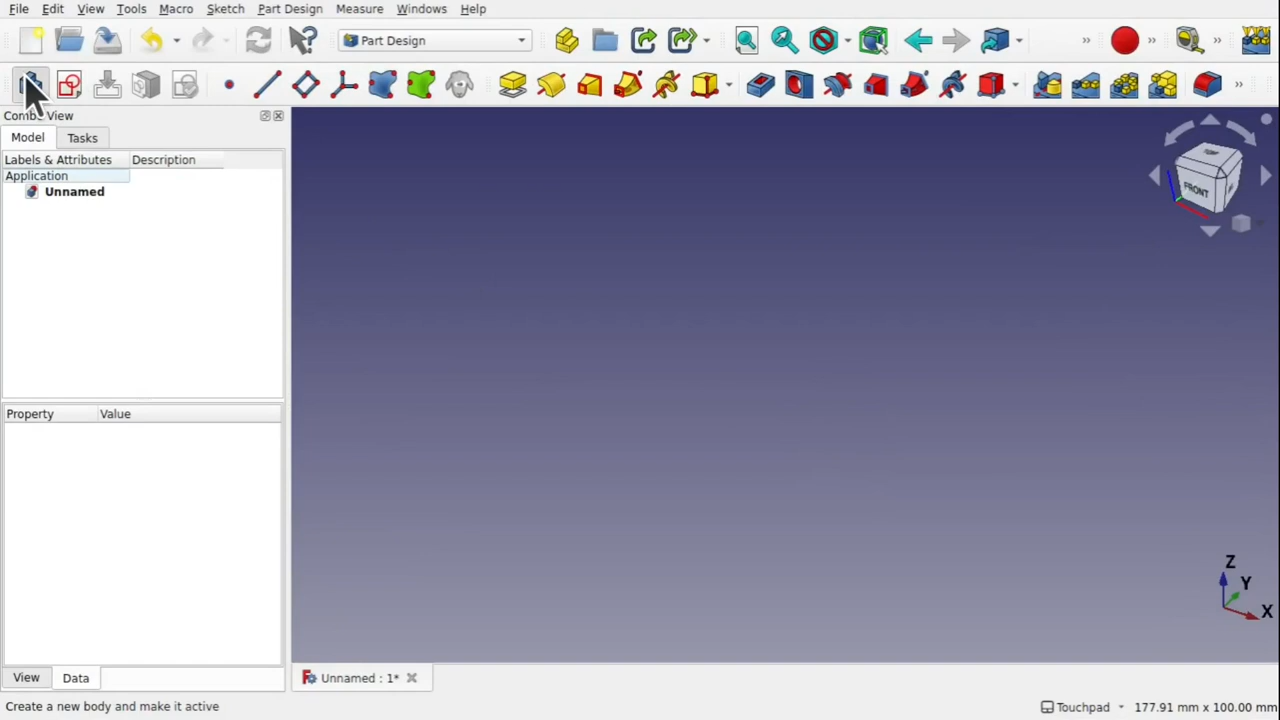 File Edit View Tools Macro Sketch Part Design Measure Windows Help
Part Design
Model Tasks
Labels & Attributes Description
Application
Unnamed
TOP
FRONT
Property Value
Z
Y
X
View Data
Unnamed : 1*
Create a new body and make it active
Touchpad 177.91 mm x 100.00 mm